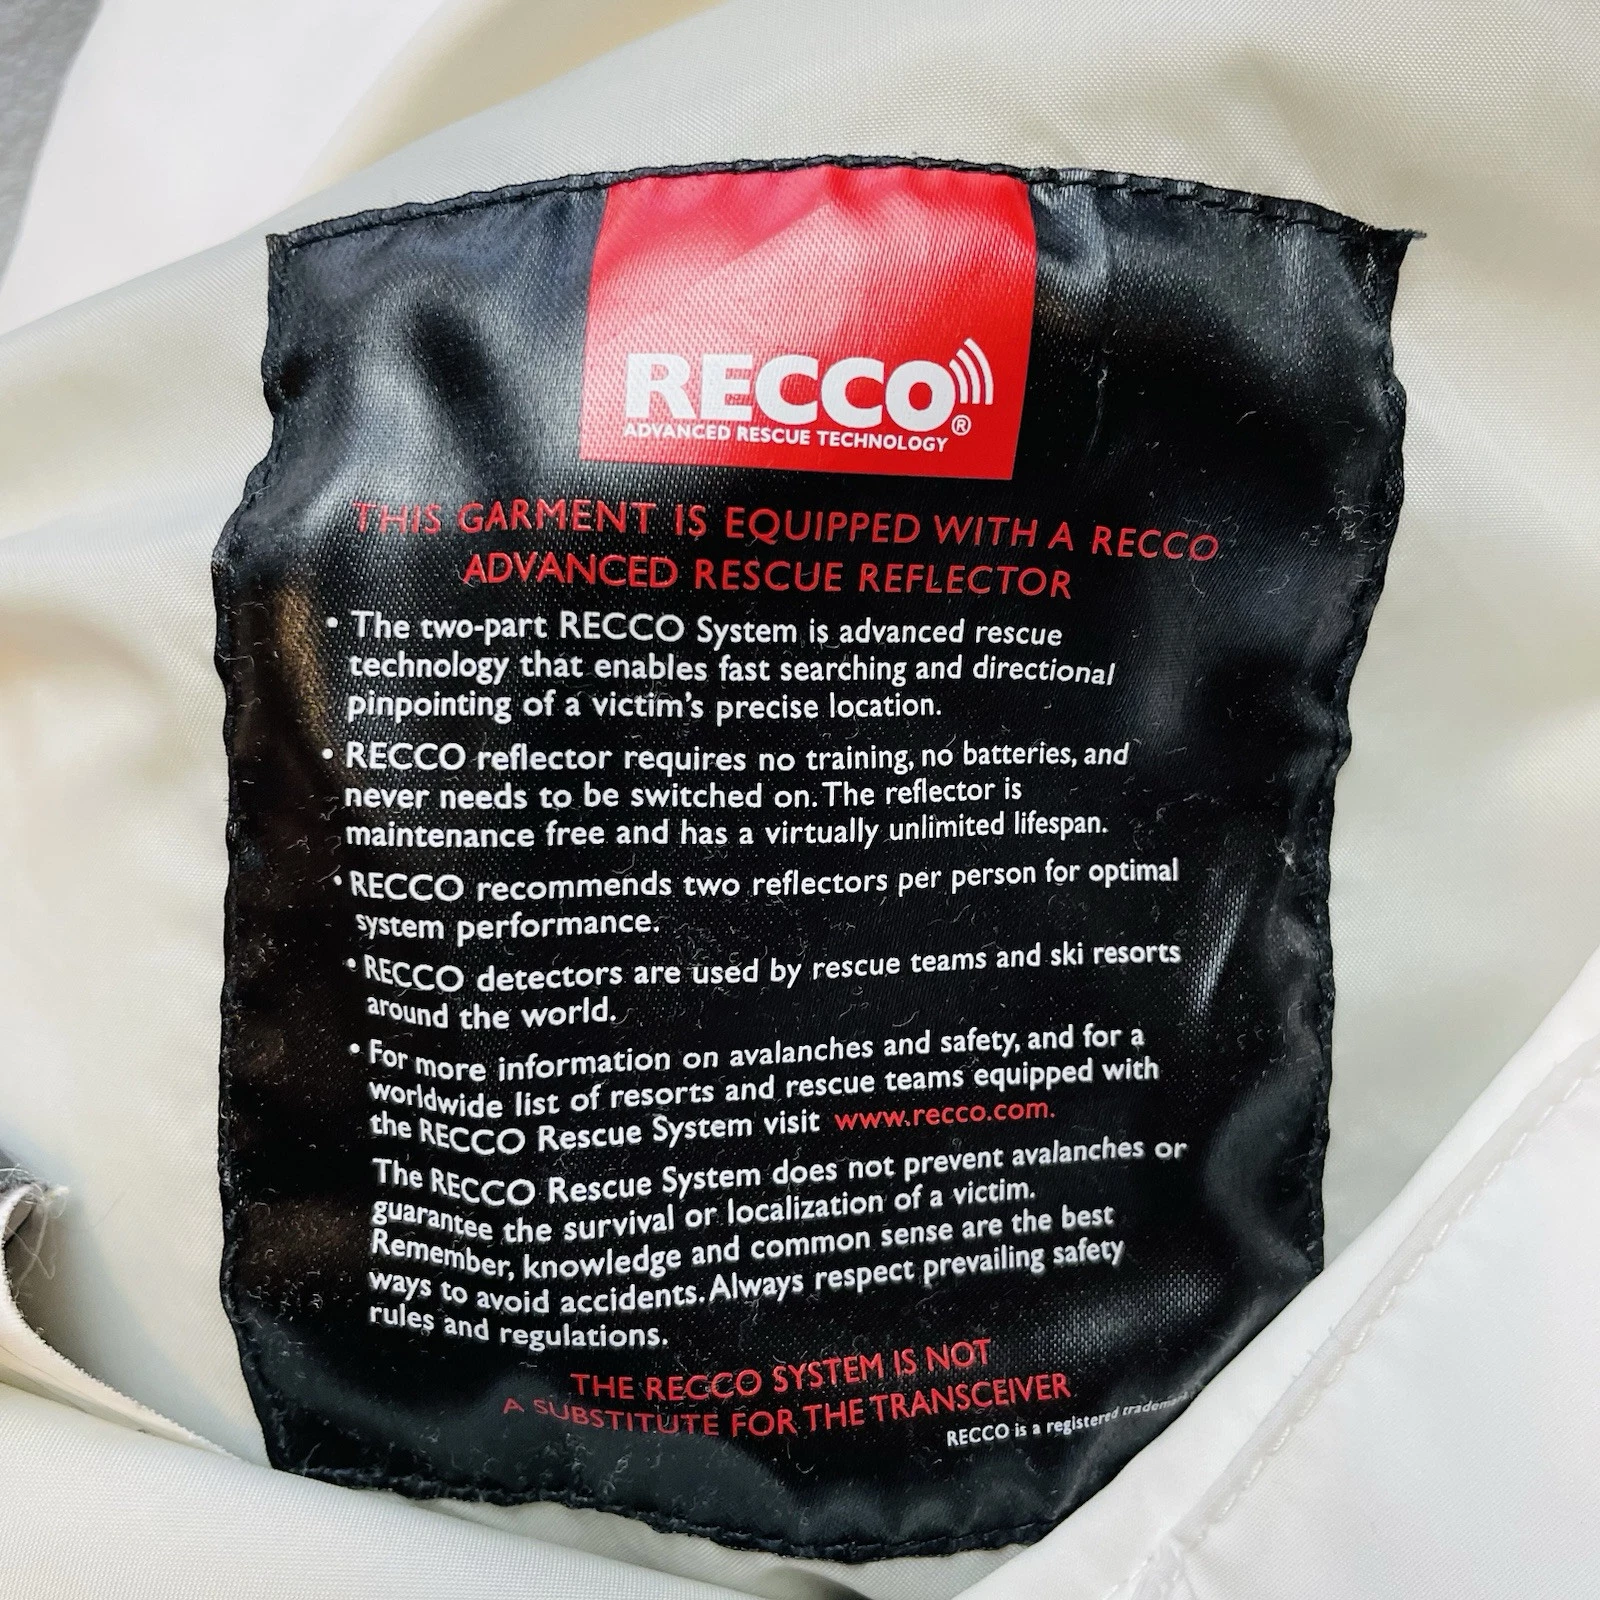 RECCO®
ADVANCED RESCUE TECHNOLOGY
THIS GARMENT IS EQUIPPED WITH A RECCO
ADVANCED RESCUE REFLECTOR
• The two-part RECCO System is advanced rescue
technology that enables fast searching and directional
pinpointing of a victim's precise location.
• RECCO reflector requires no training, no batteries, and
never needs to be switched on. The reflector is
maintenance free and has a virtually unlimited lifespan.
• RECCO recommends two reflectors per person for optimal
system performance.
• RECCO detectors are used by rescue teams and ski resorts
around the world.
• For more information on avalanches and safety, and for a
worldwide list of resorts and rescue teams equipped with
the RECCO Rescue System visit www.recco.com.
The RECCO Rescue System does not prevent avalanches or
guarantee the survival or localization of a victim.
Remember, knowledge and common sense are the best
ways to avoid accidents. Always respect prevailing safety
rules and regulations.
THE RECCO SYSTEM IS NOT
A SUBSTITUTE FOR THE TRANSCEIVER
RECCO is a registered